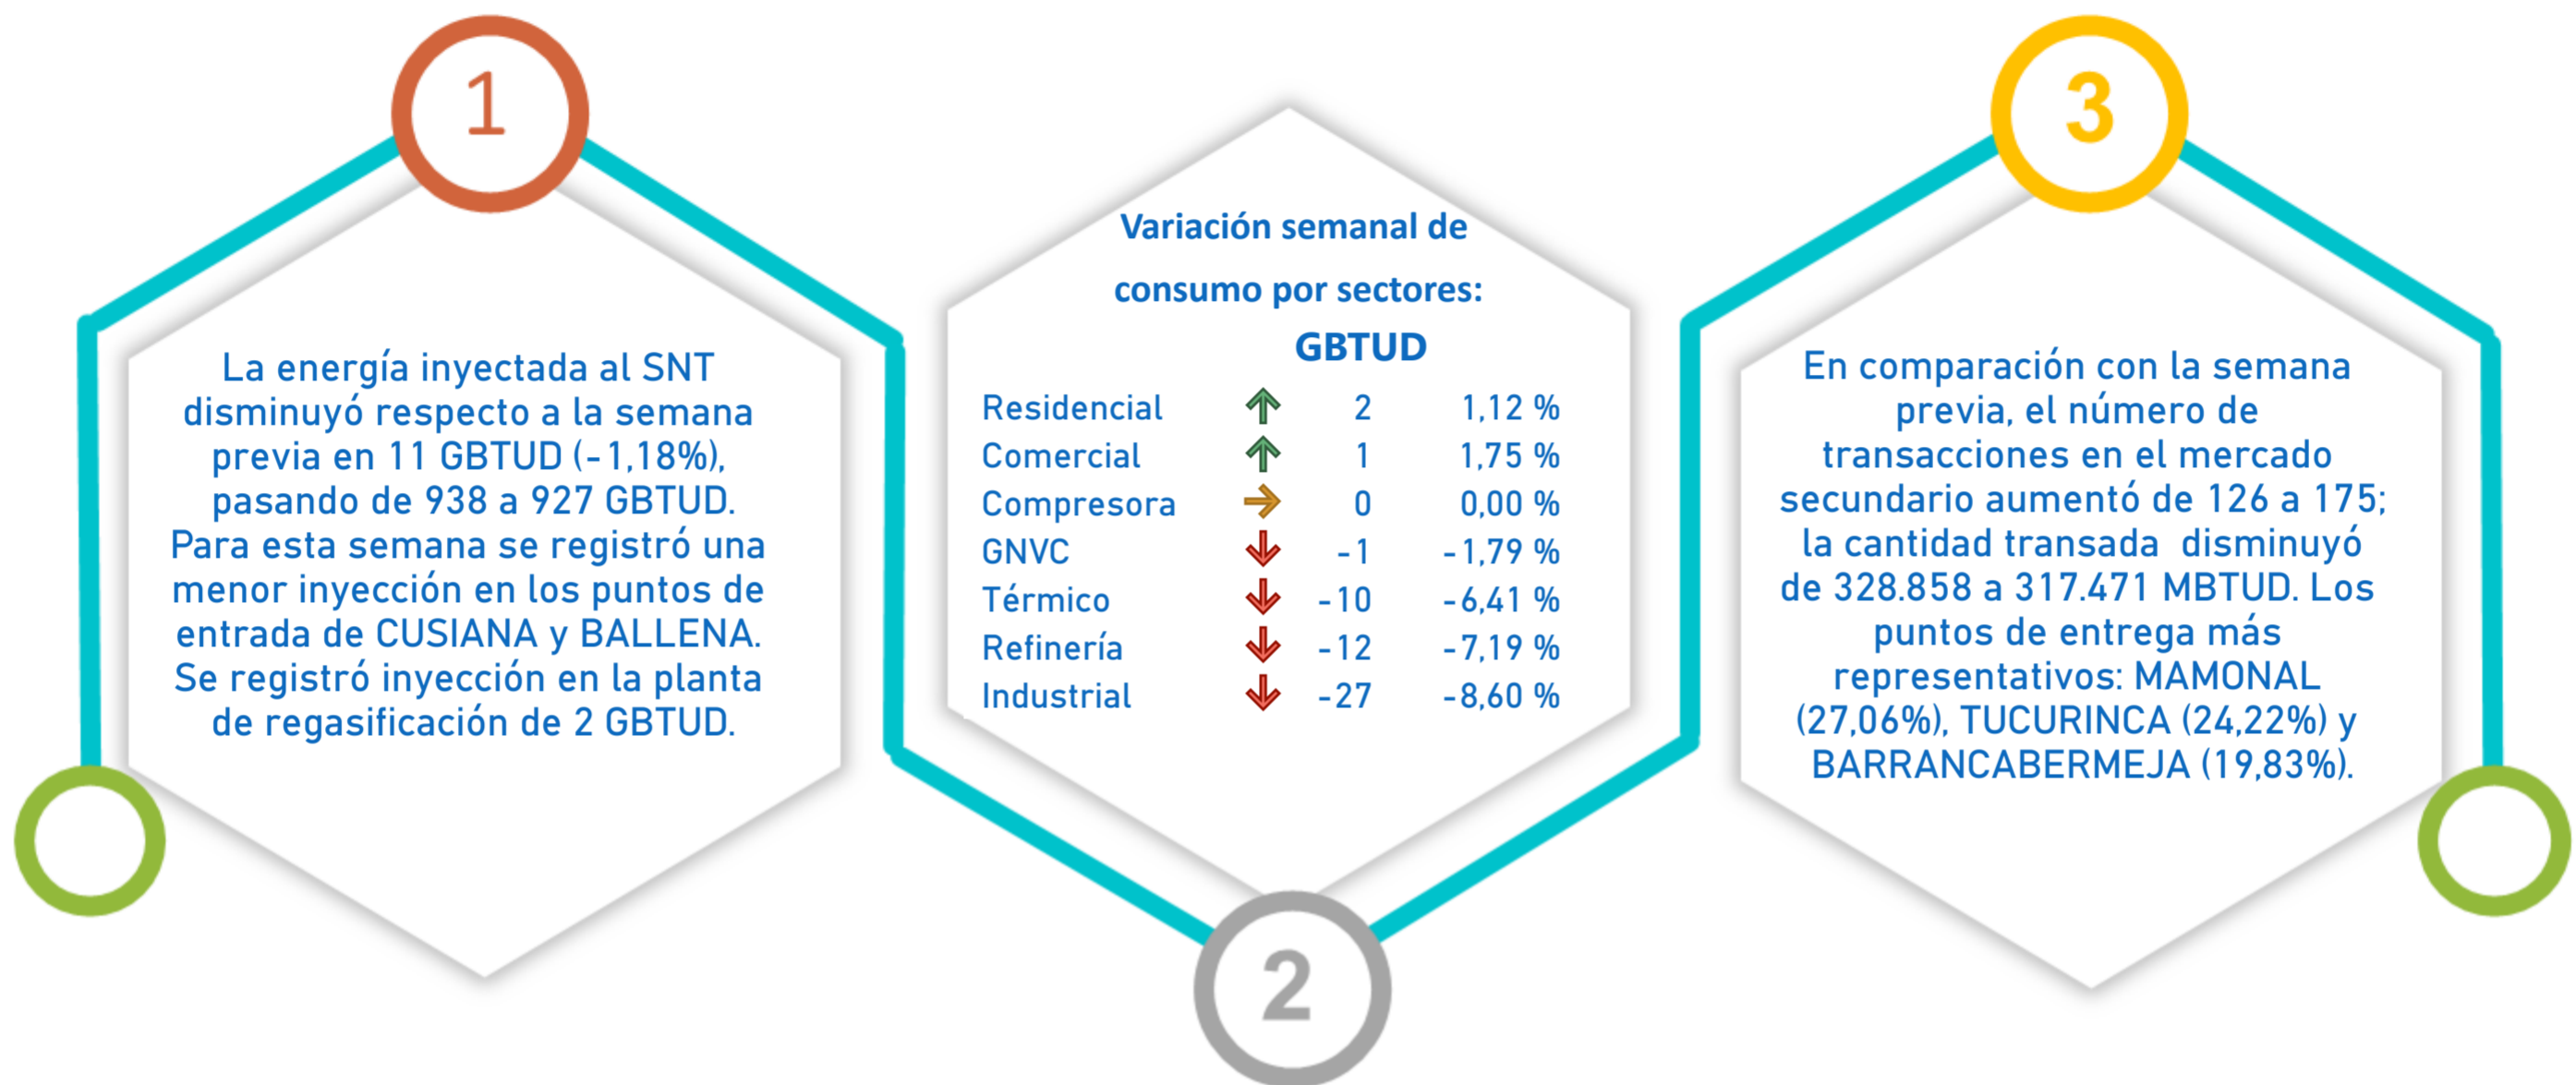 1
La energía inyectada al SNT
disminuyó respecto a la semana
previa en 11 GBTUD (-1,18%),
pasando de 938 a 927 GBTUD.
Para esta semana se registró una
menor inyección en los puntos de
entrada de CUSIANA y BALLENA.
Se registró inyección en la planta
de regasificación de 2 GBTUD.
Variación semanal de
consumo por sectores:
GBTUD
Residencial 2 1,12 %
Comercial 1 1,75 %
Compresora 0 0,00 %
GNVC -1 -1,79 %
Térmico -10 -6,41 %
Refinería -12 -7,19 %
Industrial -27 -8,60 %
2
3
En comparación con la semana
previa, el número de
transacciones en el mercado
secundario aumentó de 126 a 175;
la cantidad transada disminuyó
de 328.858 a 317.471 MBTUD. Los
puntos de entrega más
representativos: MAMONAL
(27,06%), TUCURINCA (24,22%) y
BARRANCABERMEJA (19,83%).